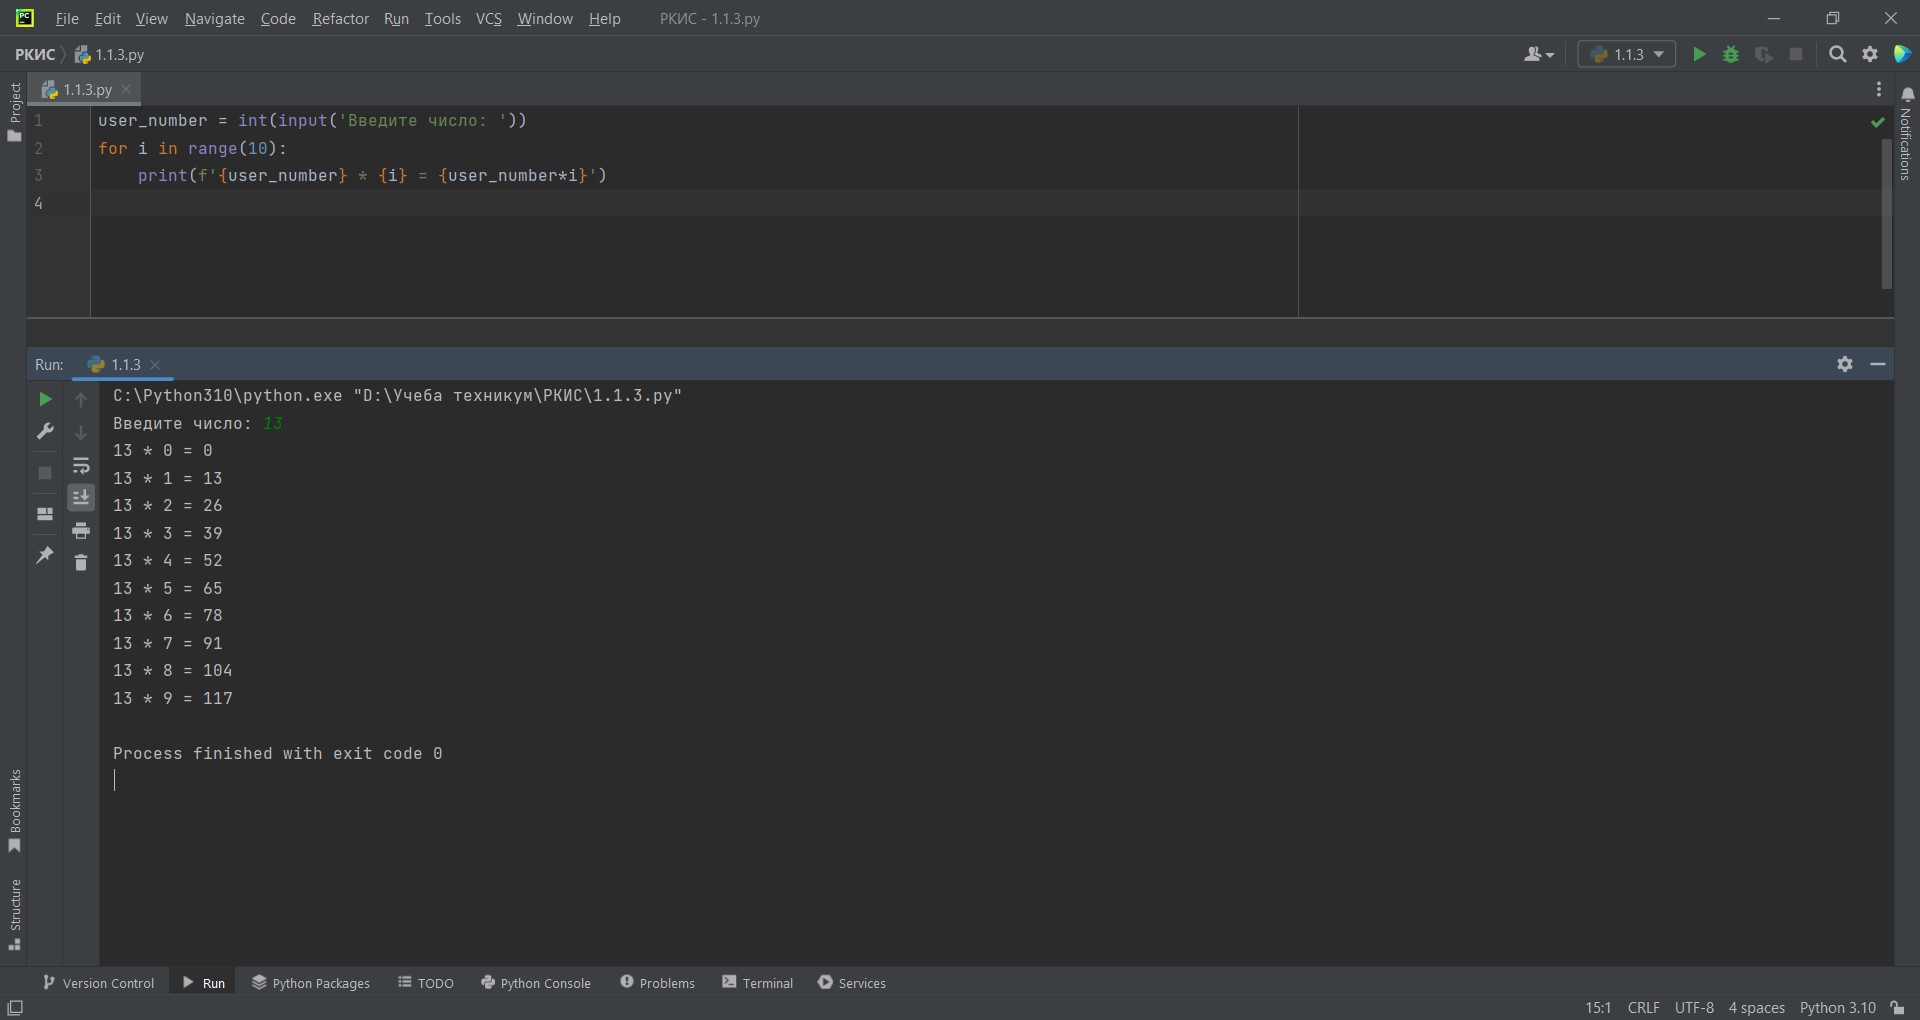 File Edit View Navigate Code Refactor Run Tools VCS Window Help РКИС - 1.1.3.py
РКИС 1.1.3.py 1.1.3
1.1.3.py
Project
Notifications
1 user_number = int(input('Введите число: '))
2 for i in range(10):
3     print(f'{user_number} * {i} = {user_number*i}')
4
Run: 1.1.3
C:\Python310\python.exe "D:\Учеба техникум\РКИС\1.1.3.py"
Введите число: 13
13 * 0 = 0
13 * 1 = 13
13 * 2 = 26
13 * 3 = 39
13 * 4 = 52
13 * 5 = 65
13 * 6 = 78
13 * 7 = 91
13 * 8 = 104
13 * 9 = 117
Process finished with exit code 0
Bookmarks
Structure
Version Control Run Python Packages TODO Python Console Problems Terminal Services
15:1 CRLF UTF-8 4 spaces Python 3.10